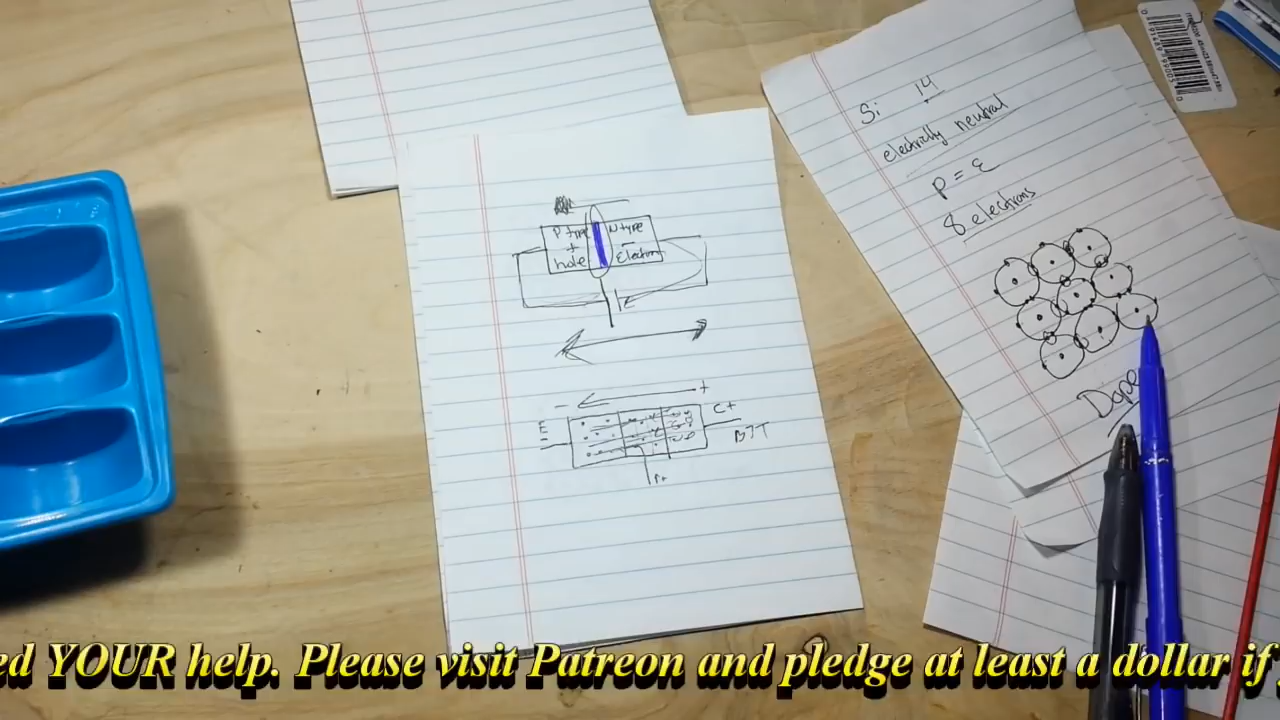 P type
+
hole
N type
-
Electron
- +
E
-
C+
BJT
Si 14
electrically neutral
P = E
8 electrons
Dope
ed YOUR help. Please visit Patreon and pledge at least a dollar if